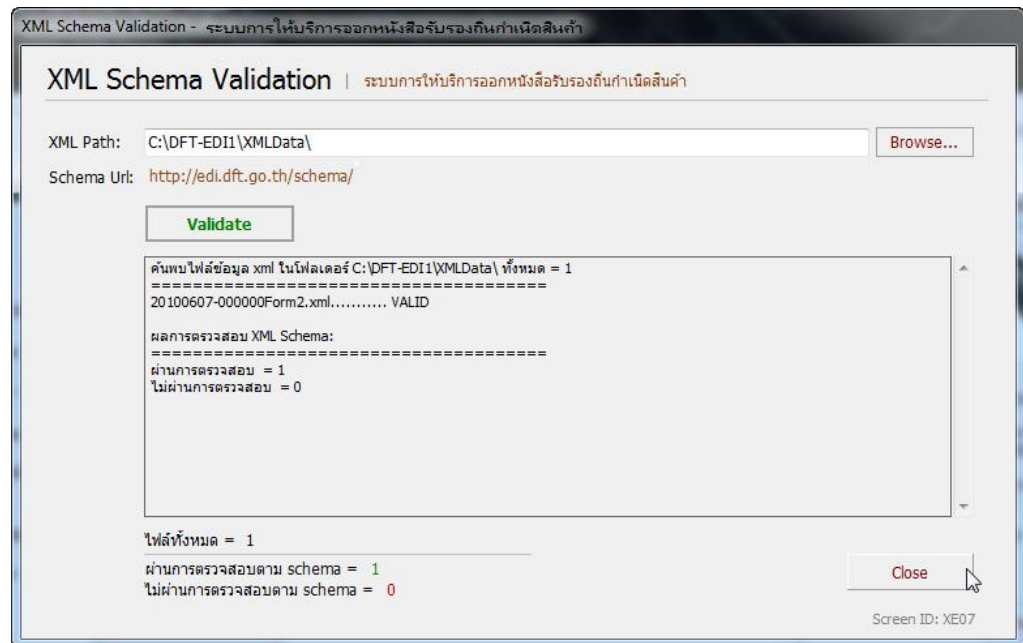 XML Schema Validation - ระบบการให้บริการออกหนังสือรับรองถิ่นกำเนิดสินค้า
XML Schema Validation | ระบบการให้บริการออกหนังสือรับรองถิ่นกำเนิดสินค้า
XML Path: C:\DFT-EDI1\XMLData\ Browse...
Schema Url: http://edi.dft.go.th/schema/
Validate
ค้นพบไฟล์ข้อมูล xml ในโฟลเดอร์ C:\DFT-EDI1\XMLData\ ทั้งหมด = 1
======================================
20100607-000000Form2.xml........... VALID
ผลการตรวจสอบ XML Schema:
======================================
ผ่านการตรวจสอบ = 1
ไม่ผ่านการตรวจสอบ = 0
ไฟล์ทั้งหมด = 1
ผ่านการตรวจสอบตาม schema = 1
ไม่ผ่านการตรวจสอบตาม schema = 0
Close
Screen ID: XE07